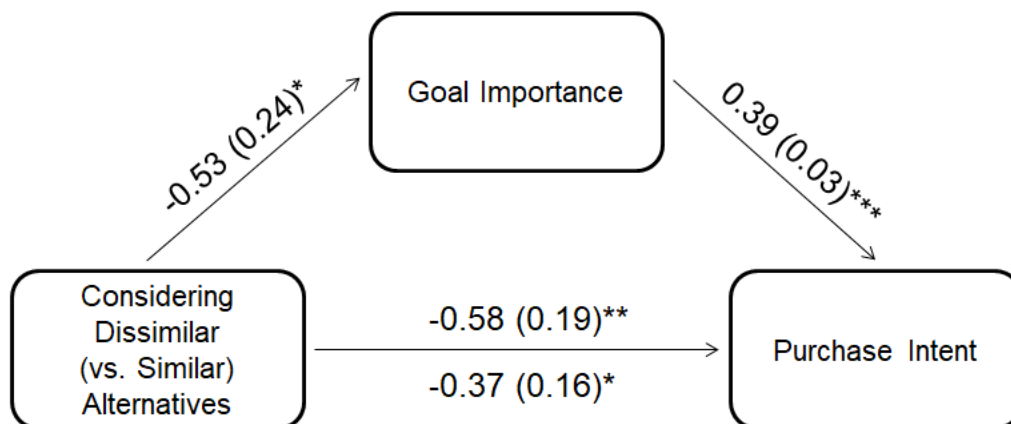 Goal Importance
-0.53 (0.24)*
0.39 (0.03)***
Considering
Dissimilar
(vs. Similar)
Alternatives
-0.58 (0.19)**
-0.37 (0.16)*
Purchase Intent